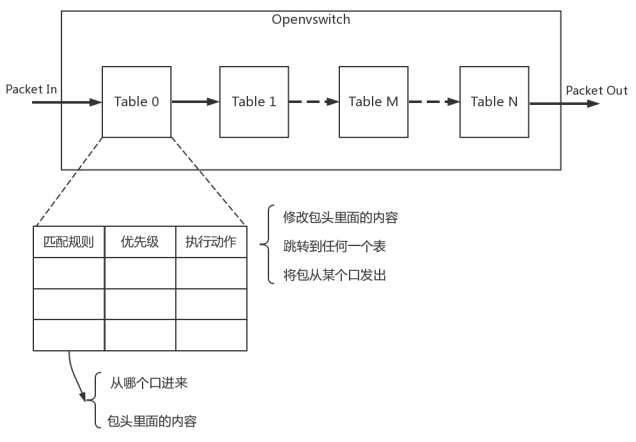 Openvswitch
Packet In
Table 0
Table 1
Table M
Table N
Packet Out
匹配规则
优先级
执行动作
修改包头里面的内容
跳转到任何一个表
将包从某个口发出
从哪个口进来
包头里面的内容